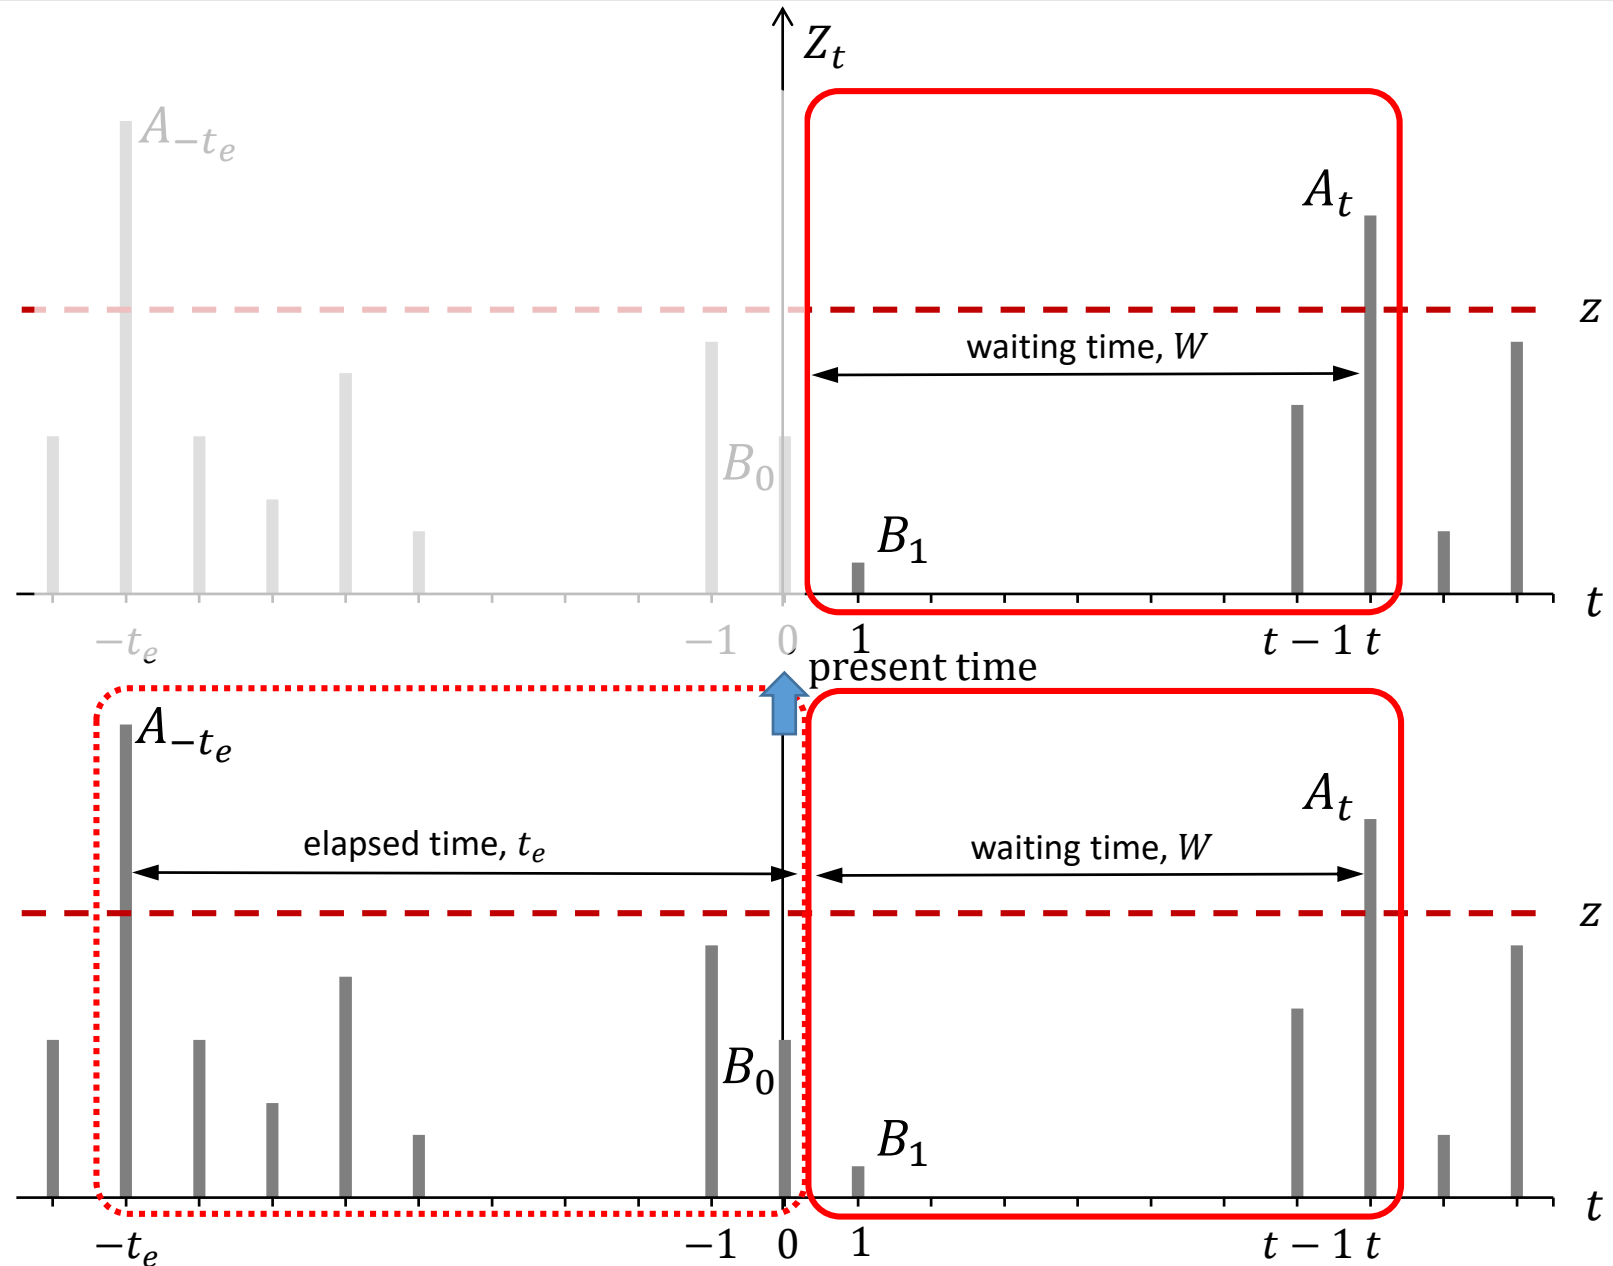 Z_t
A_{-t_e}
A_t
z
waiting time, W
B_0
B_1
t
−t_e −1 0 1 t − 1 t
present time
A_{-t_e}
A_t
elapsed time, t_e
waiting time, W
z
B_0
B_1
t
−t_e −1 0 1 t − 1 t